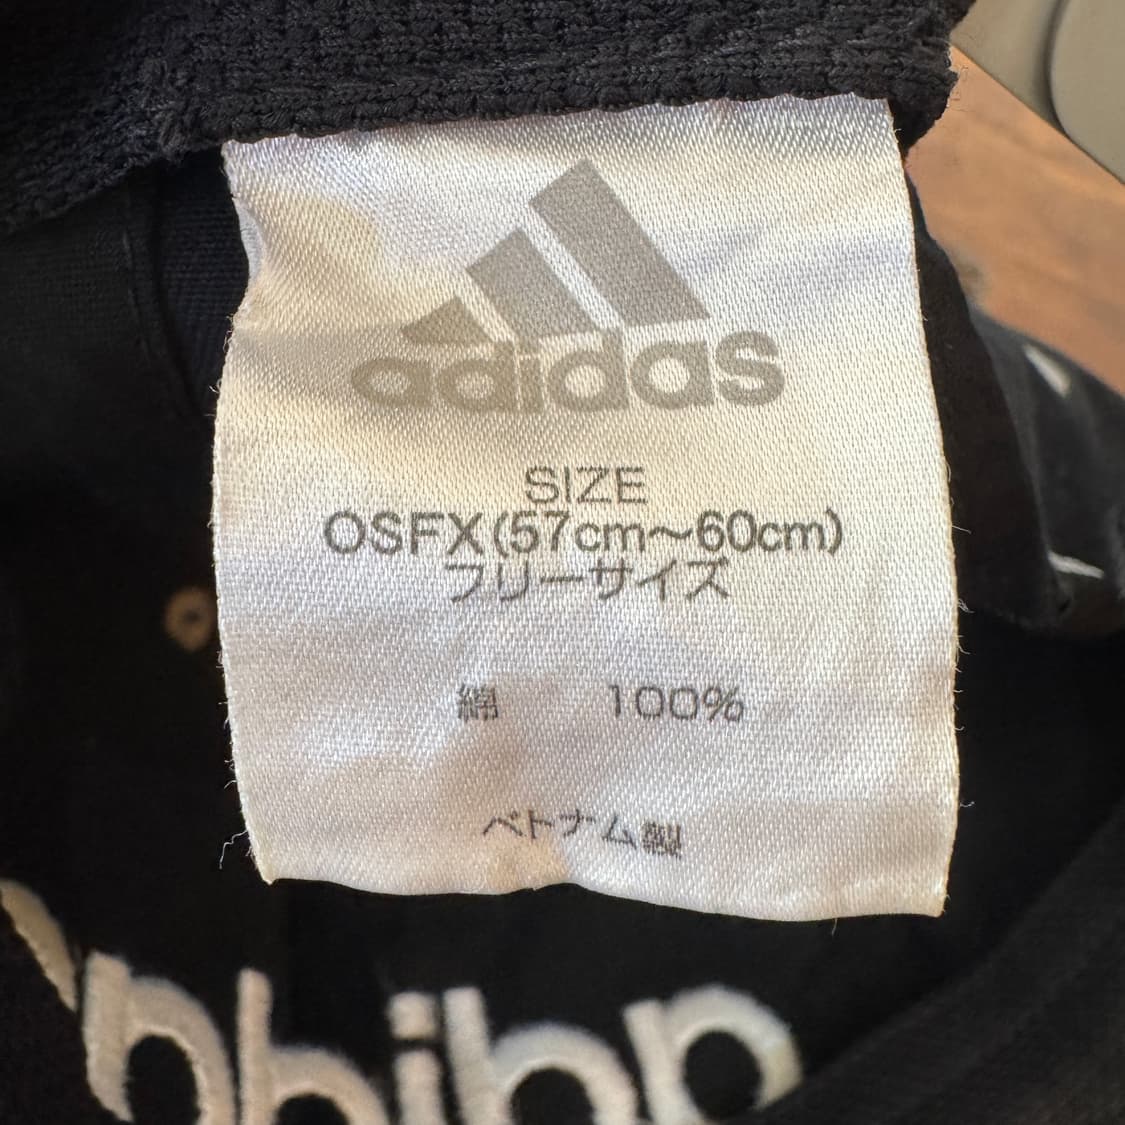 adidas
SIZE
OSFX(57cm～60cm)
フリーサイズ
綿 100%
ベトナム製